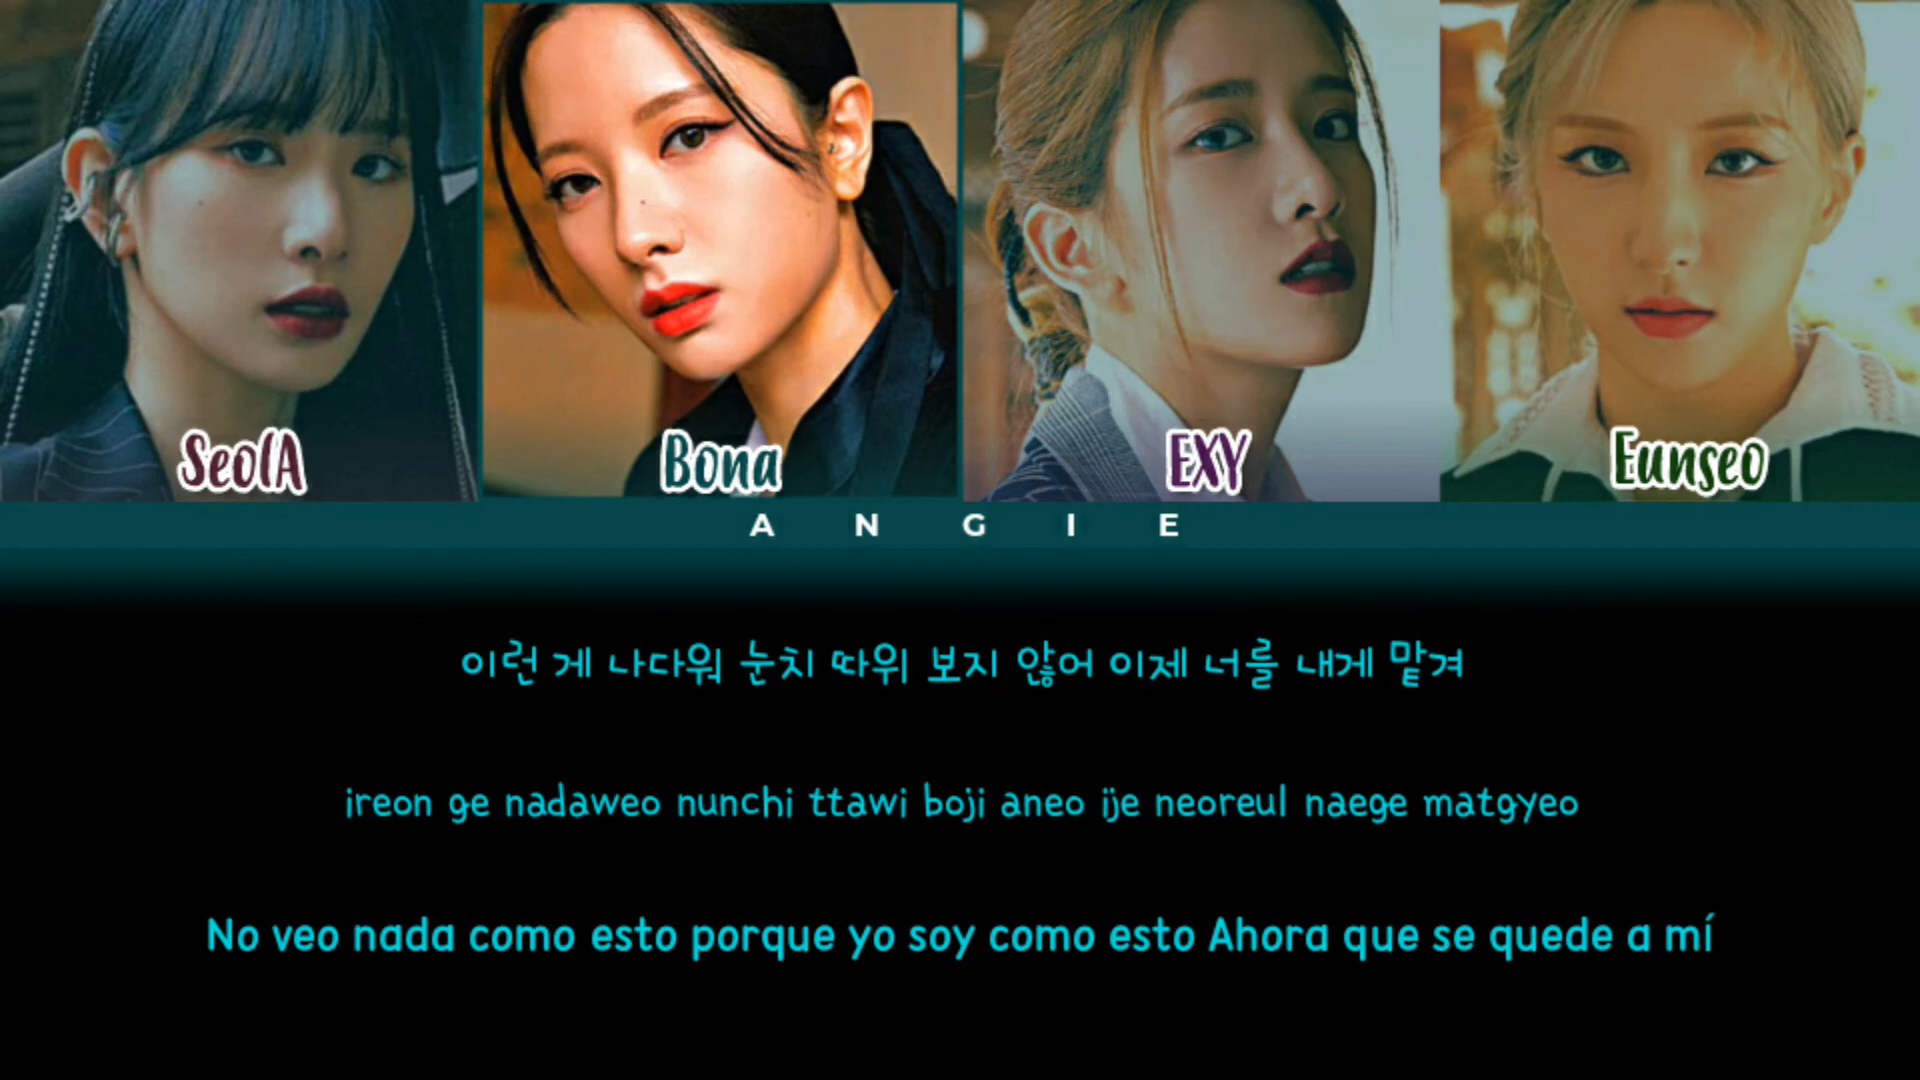 SeolA
Bona
EXY
Eunseo
A N G I E
이런 게 나다워 눈치 따위 보지 않어 이제 너를 내게 맡겨
ireon ge nadaweo nunchi ttawi boji aneo ije neoreul naege matgyeo
No veo nada como esto porque yo soy como esto Ahora que se quede a mí